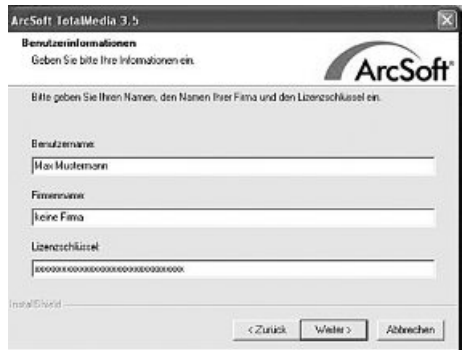 ArcSoft TotalMedia 3.5
Benutzerinformationen
Geben Sie bitte Ihre Informationen ein.
ArcSoft
Bitte geben Sie Ihren Namen, den Namen Ihrer Firma und den Lizenzschlüssel ein.
Benutzername:
Max Mustermann
Firmenname:
keine Firma
Lizenzschlüssel:
InstallShield
< Zurück
Weiter >
Abbrechen